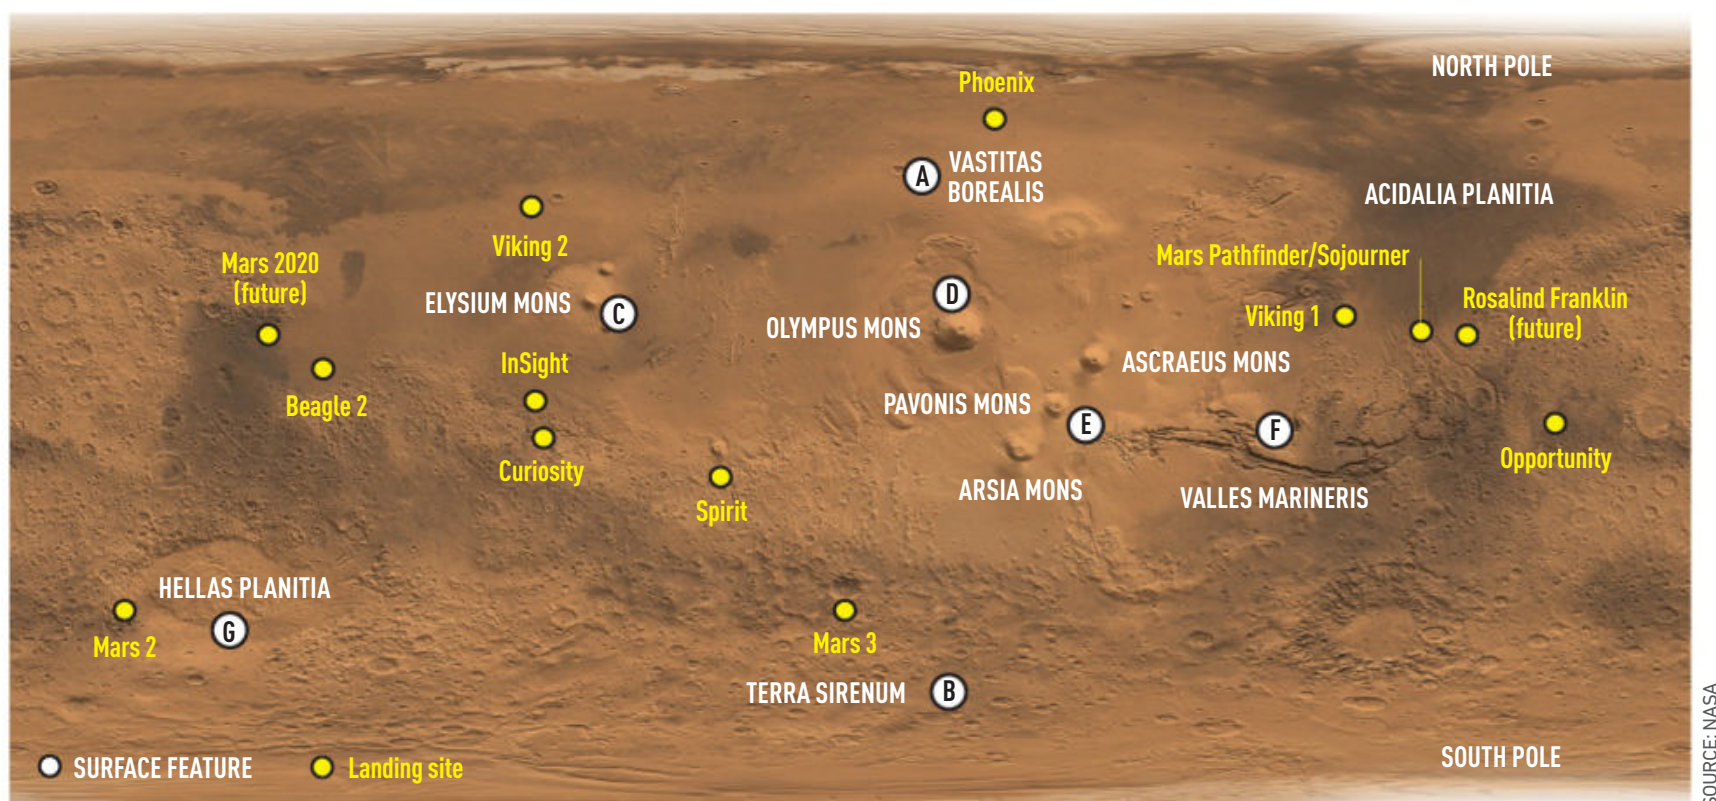 NORTH POLE
Phoenix
A
VASTITAS
BOREALIS
ACIDALIA PLANITIA
Viking 2
Mars 2020
(future)
Mars Pathfinder/Sojourner
ELYSIUM MONS
C
D
OLYMPUS MONS
Viking 1
Rosalind Franklin
(future)
InSight
ASCRAEUS MONS
Beagle 2
PAVONIS MONS
E
F
Curiosity
Opportunity
Spirit
ARSIA MONS
VALLES MARINERIS
HELLAS PLANITIA
G
Mars 2
Mars 3
TERRA SIRENUM
B
SOUTH POLE
SURFACE FEATURE
Landing site
SOURCE: NASA